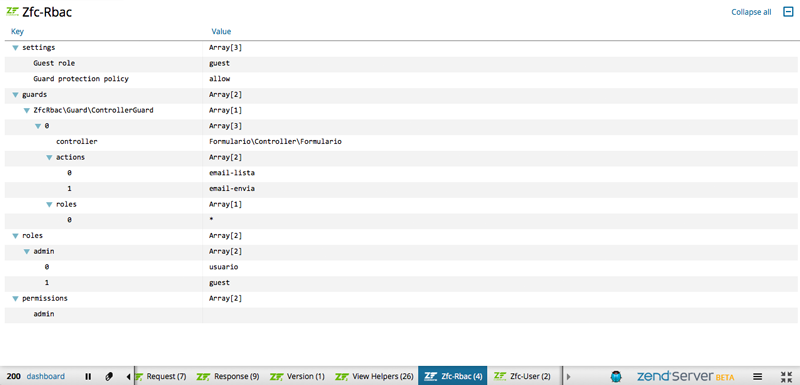 Zfc-Rbac
Collapse all
Key Value
settings Array[3]
Guest role guest
Guard protection policy allow
guards Array[2]
ZfcRbac\Guard\ControllerGuard Array[1]
0 Array[3]
controller Formulario\Controller\Formulario
actions Array[2]
0 email-lista
1 email-envia
roles Array[1]
0 *
roles Array[2]
admin Array[2]
0 usuario
1 guest
permissions Array[2]
admin
200 dashboard Request (7) Response (9) Version (1) View Helpers (26) Zfc-Rbac (4) Zfc-User (2) zend server BETA